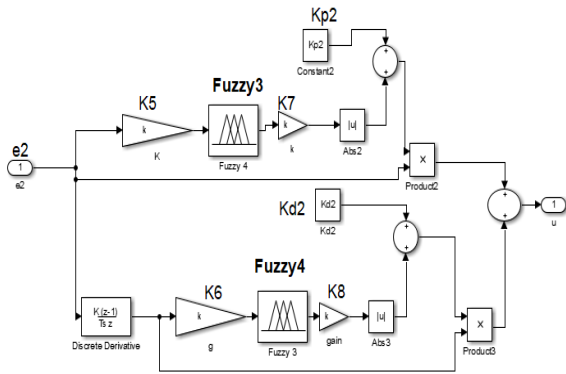 Kp2
Kp2
Constant2
+
+
Fuzzy3
K5
k
K
Fuzzy 4
K7
k
k
|u|
Abs2
e2
1
e2
x
Product2
+
+
1
u
Kd2
Kd2
Kd2
+
+
Fuzzy4
K (z-1)
Ts z
Discrete Derivative
K6
k
g
Fuzzy 3
K8
k
gain
|u|
Abs3
x
Product3